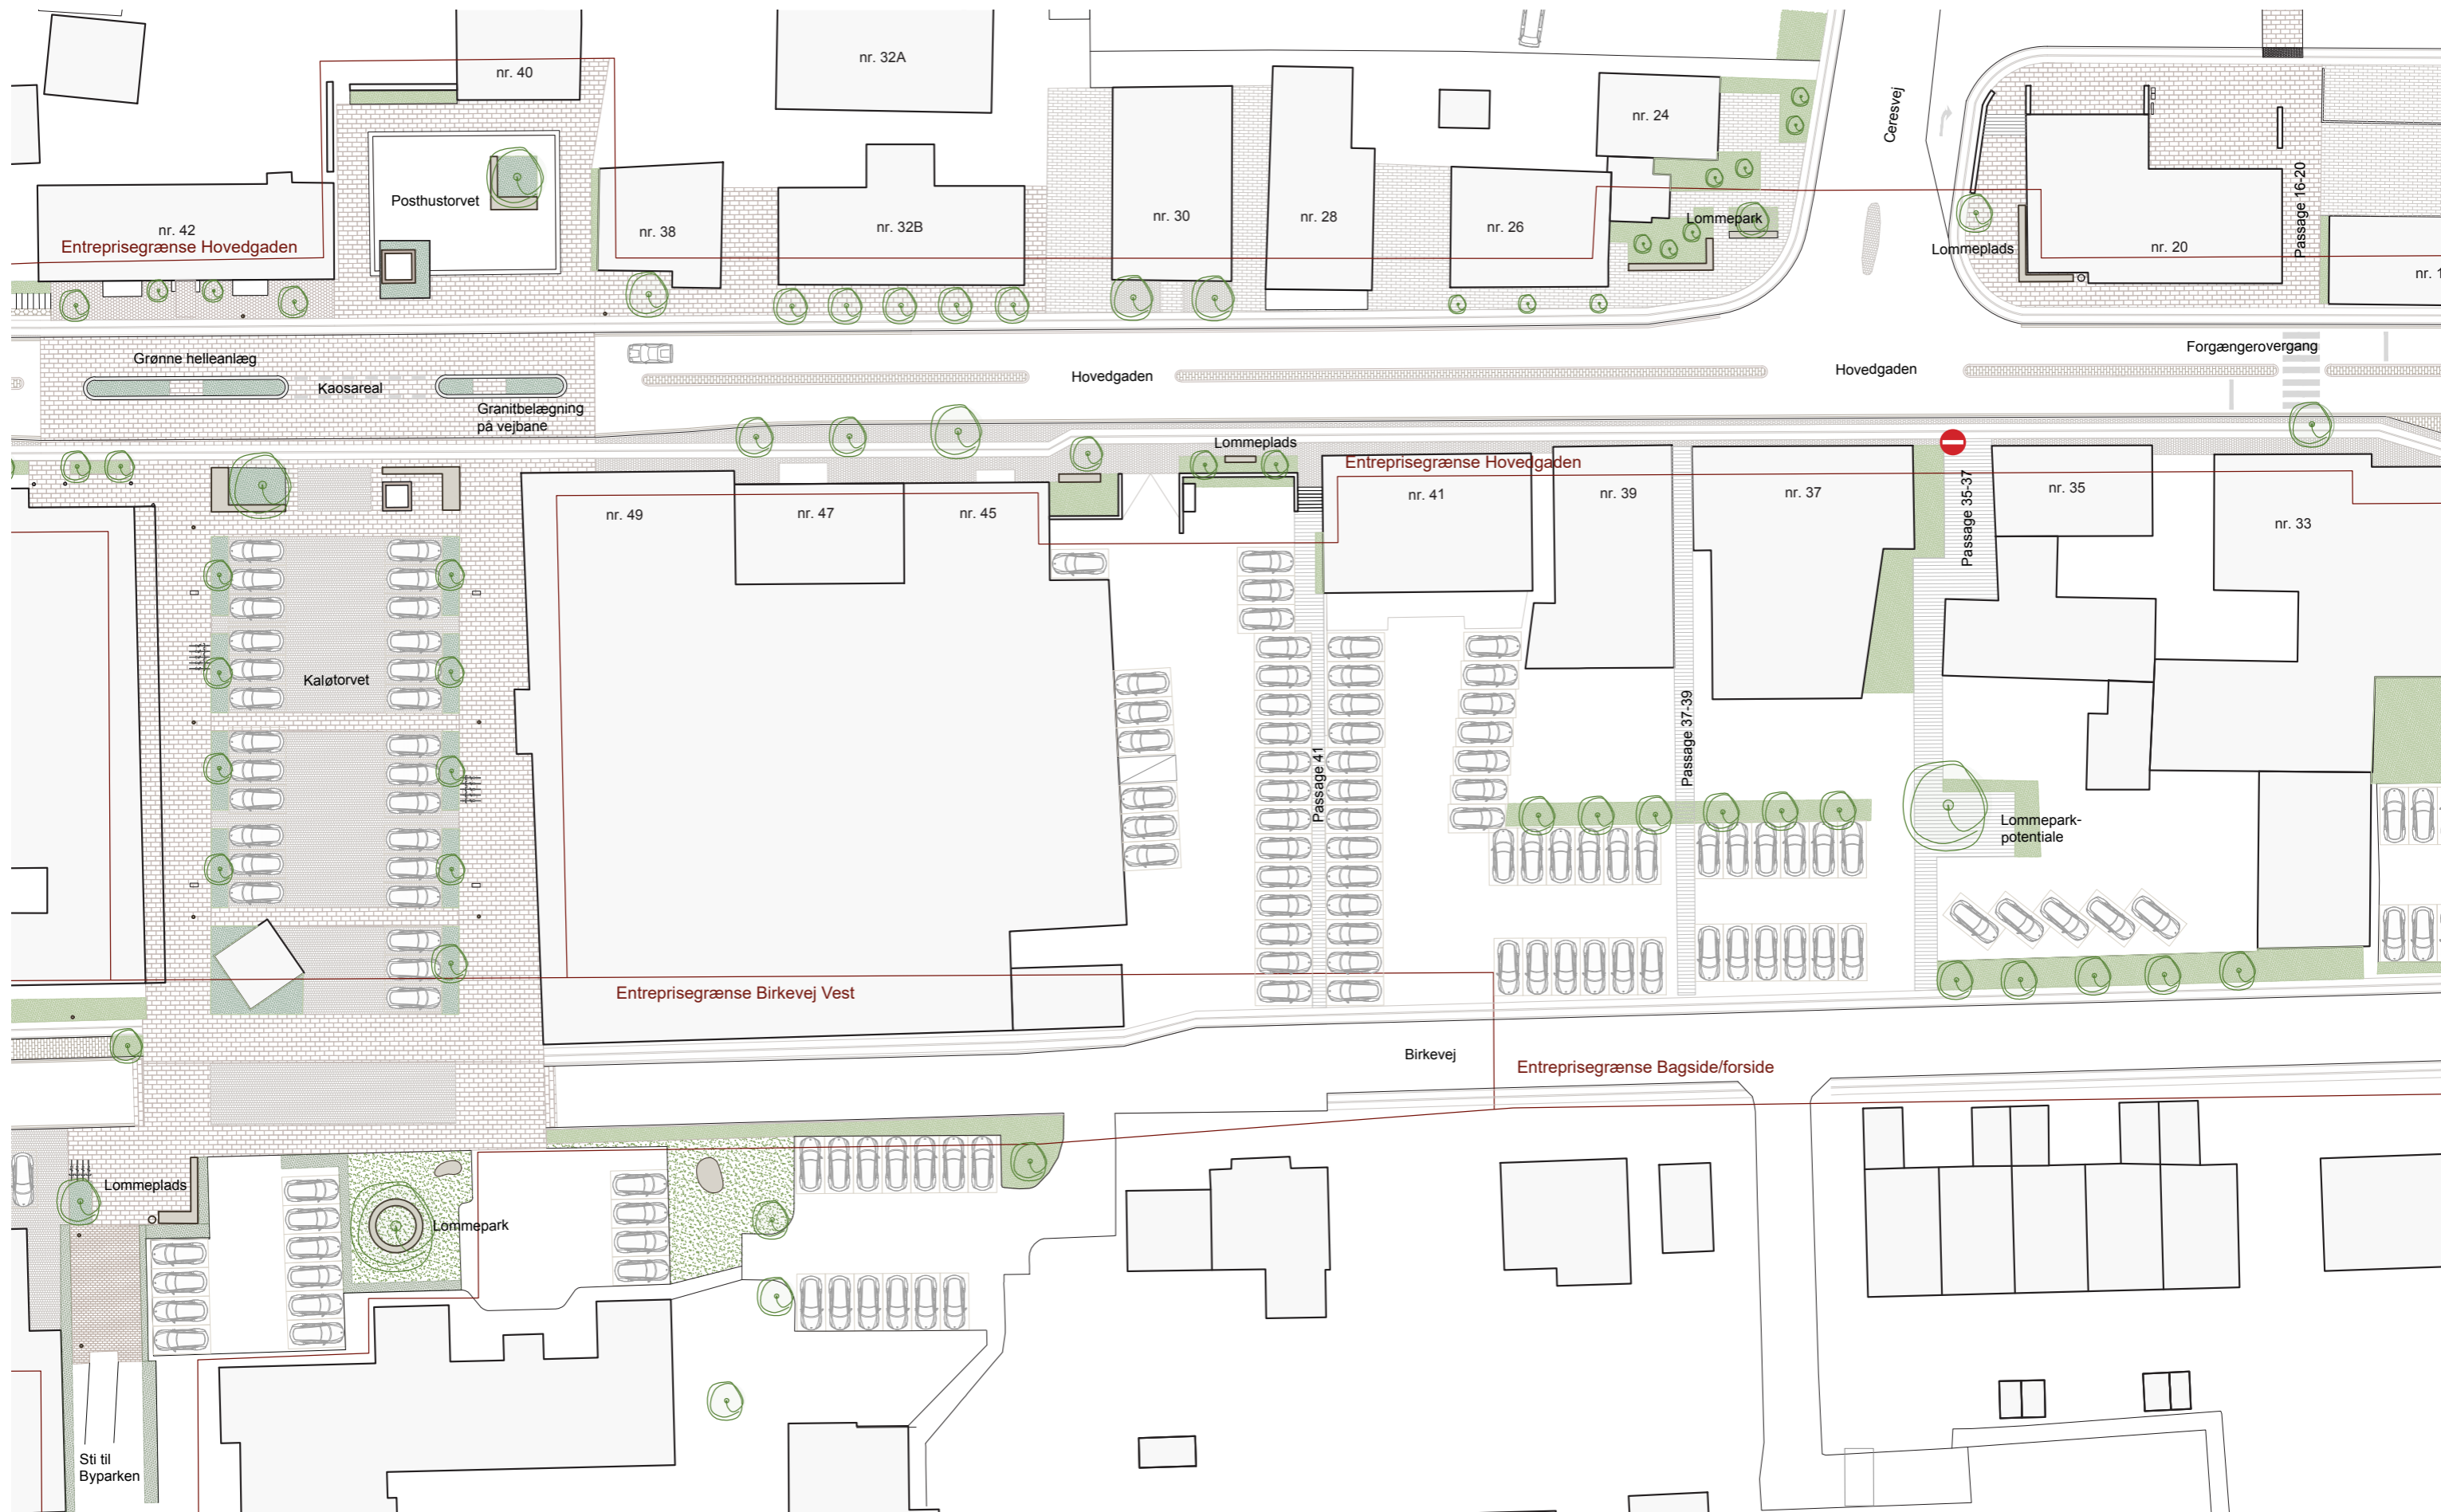 nr. 40
nr. 32A
nr. 24
Ceresvej
Posthustorvet
nr. 42
Entreprisegrænse Hovedgaden
nr. 38
nr. 32B
nr. 30
nr. 28
nr. 26
Lommepark
Lommeplads
nr. 20
Passage 16-20
nr. 1
Grønne helleanlæg
Kaosareal
Granitbelægning
på vejbane
Hovedgaden
Hovedgaden
Forgængerovergang
Lommeplads
Entreprisegrænse Hovedgaden
nr. 49
nr. 47
nr. 45
nr. 41
nr. 39
nr. 37
Passage 35-37
nr. 35
nr. 33
Kaløtorvet
Passage 41
Passage 37-39
Lommepark-
potentiale
Entreprisegrænse Birkevej Vest
Birkevej
Entreprisegrænse Bagside/forside
Lommeplads
Lommepark
Sti til
Byparken